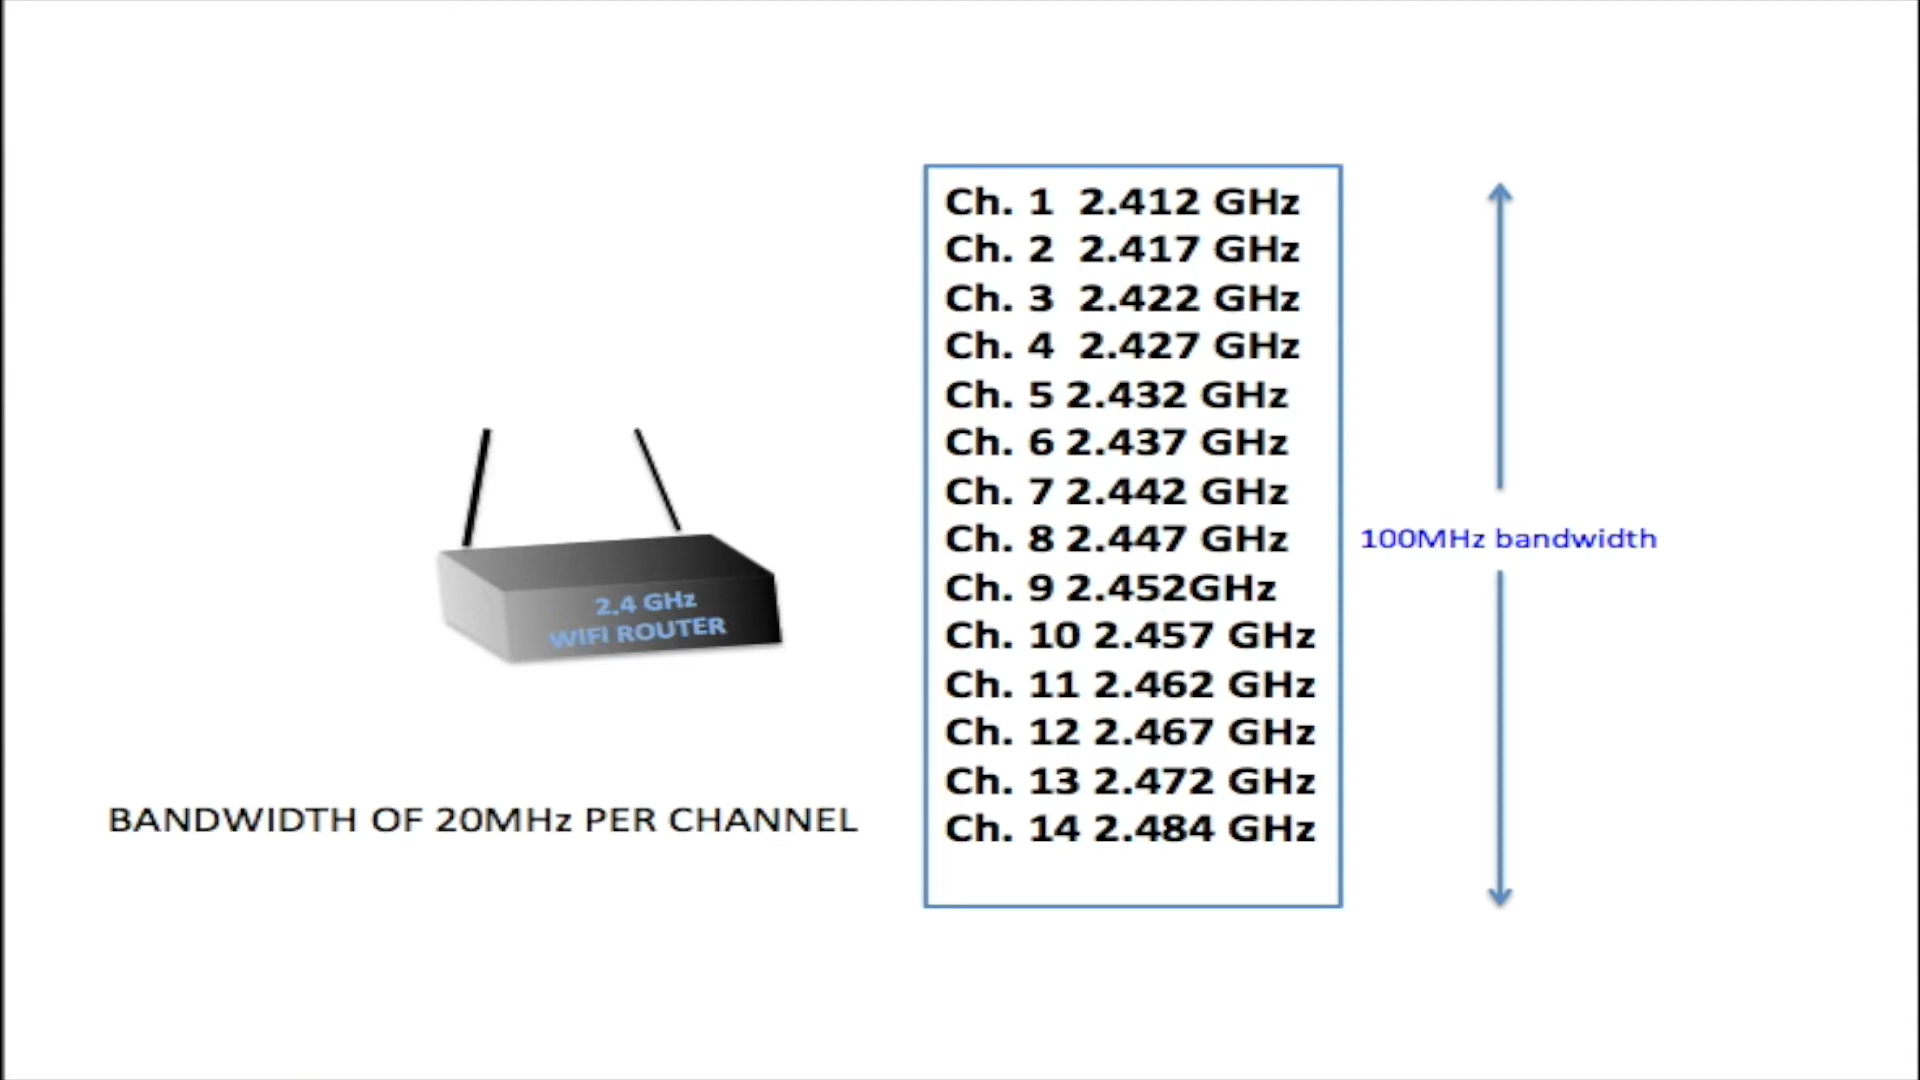 Ch. 1 2.412 GHz
Ch. 2 2.417 GHz
Ch. 3 2.422 GHz
Ch. 4 2.427 GHz
Ch. 5 2.432 GHz
Ch. 6 2.437 GHz
Ch. 7 2.442 GHz
Ch. 8 2.447 GHz
Ch. 9 2.452GHz
Ch. 10 2.457 GHz
Ch. 11 2.462 GHz
Ch. 12 2.467 GHz
Ch. 13 2.472 GHz
Ch. 14 2.484 GHz
100MHz bandwidth
2.4 GHz
WIFI ROUTER
BANDWIDTH OF 20MHz PER CHANNEL